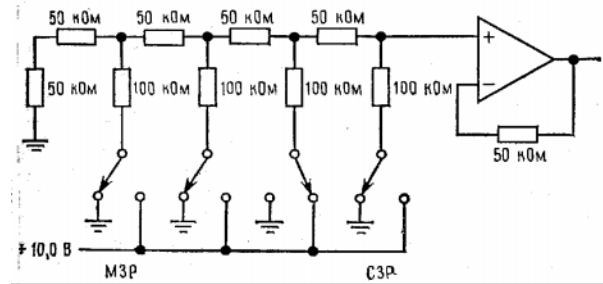 50 кОм 50 кОм 50 кОм 50 кОм
50 кОм 100 кОм 100 кОм 100 кОм 100 кОм
+
−
50 кОм
+10,0 В
МЗР СЗР